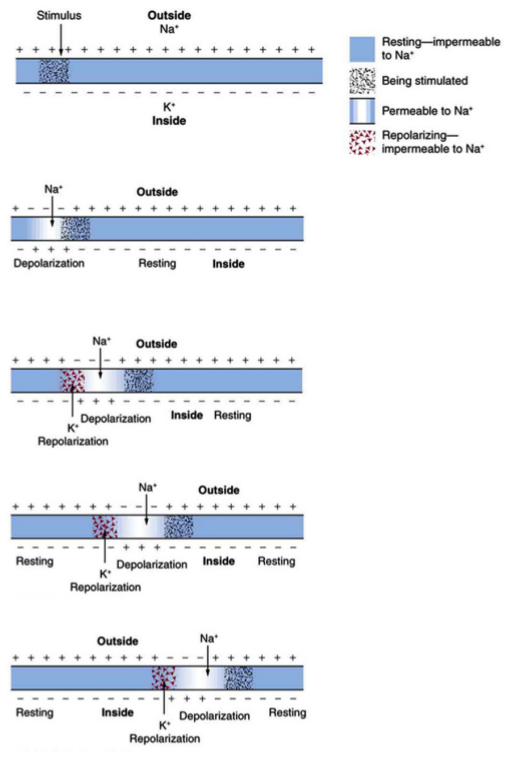 Stimulus
Outside
Na⁺
+ + + + + + + + + + + + + + + + + + + +
− − − − − − − − − − − − − − − − − − − −
K⁺
Inside
Resting—impermeable
to Na⁺
Being stimulated
Permeable to Na⁺
Repolarizing—
impermeable to Na⁺
Na⁺
Outside
+ − − − + + + + + + + + + + + + + + +
− + + + − − − − − − − − − − − − − − −
Depolarization
Resting
Inside
Na⁺
Outside
+ + + + − − − + + + + + + + + + + + +
− − − − + + + − − − − − − − − − − − −
Depolarization
Inside
Resting
K⁺
Repolarization
Na⁺
Outside
+ + + + + + + − − − + + + + + + + + +
− − − − − − − + + + − − − − − − − − −
Resting
Depolarization
Inside
Resting
K⁺
Repolarization
Outside
Na⁺
+ + + + + + + + + + − − − + + + + + +
− − − − − − − − − − + + + − − − − − −
Resting
Inside
Depolarization
Resting
K⁺
Repolarization